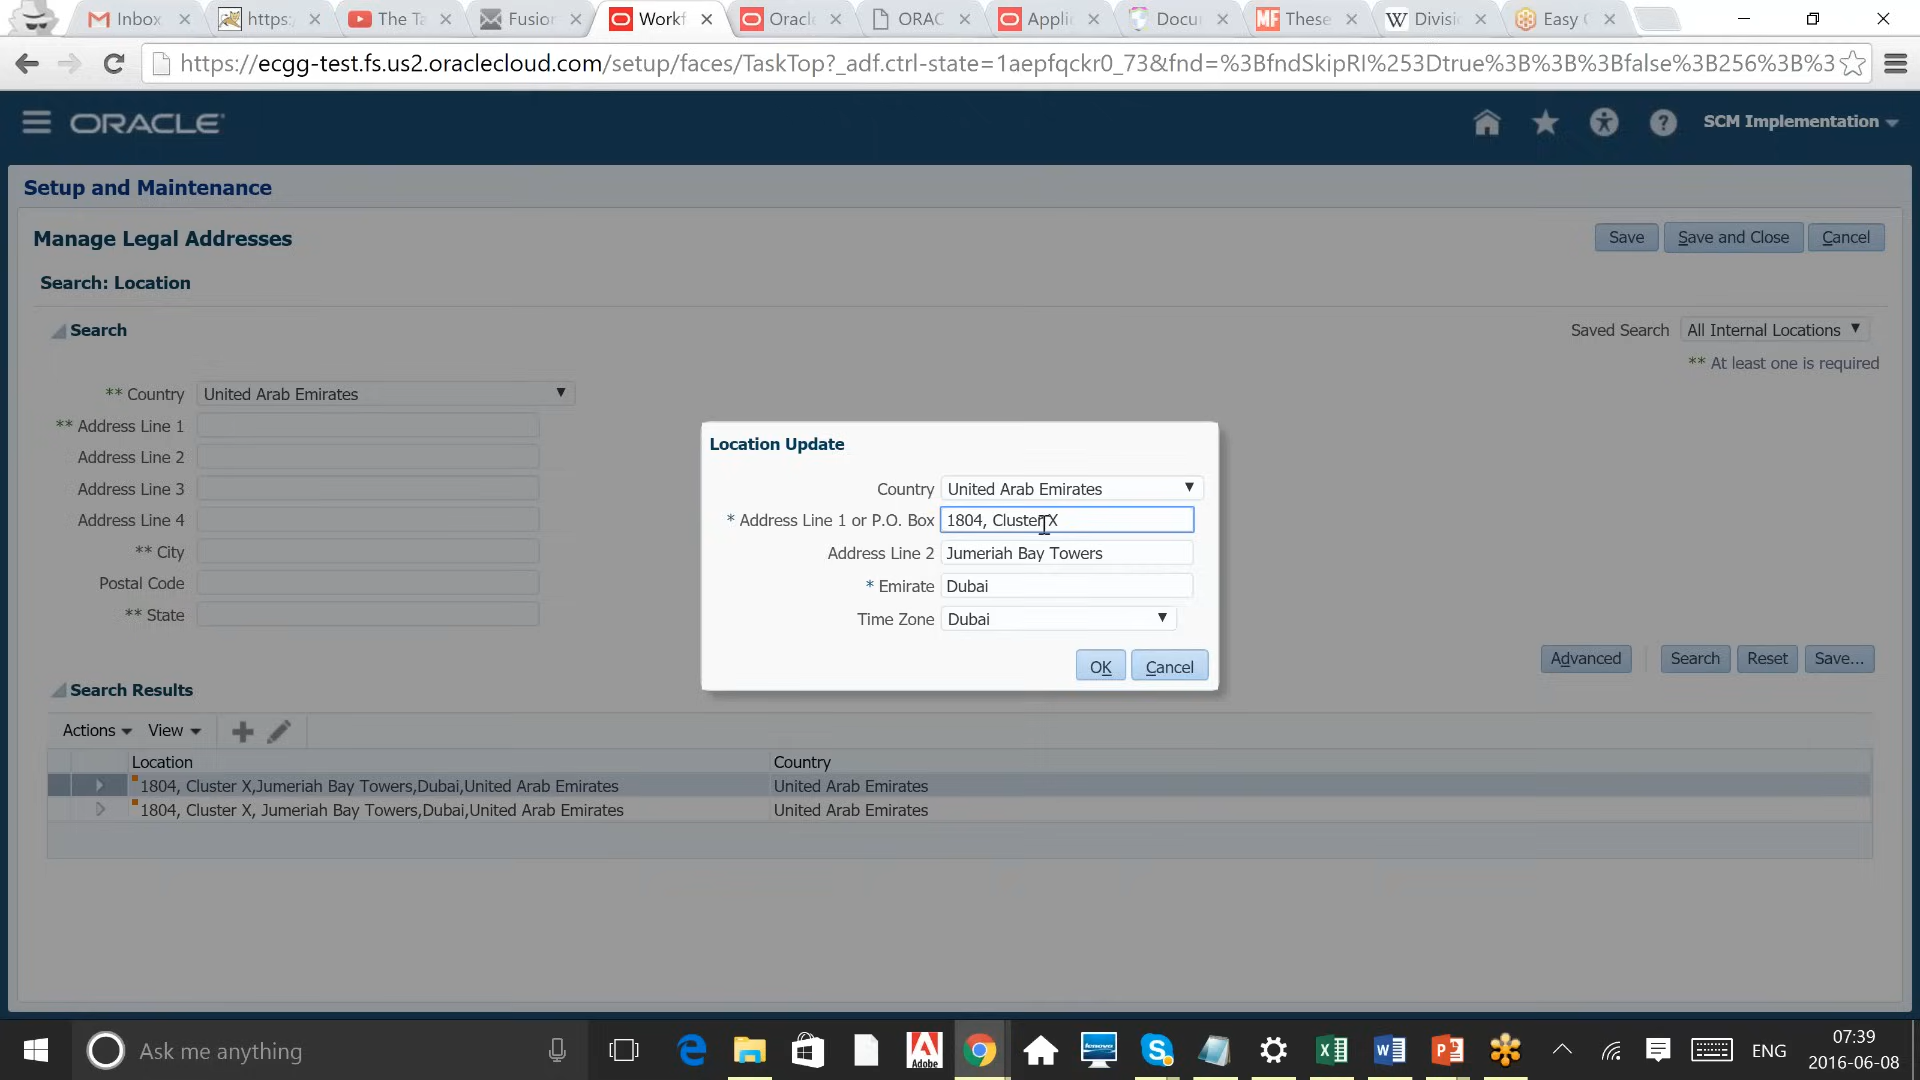 Inbox
https:
The Ta
Fusion
Workf
Oracle
ORAC
Applic
Docu
MF These
W Divisi
Easy
https://ecgg-test.fs.us2.oraclecloud.com/setup/faces/TaskTop?_adf.ctrl-state=1aepfqckr0_73&fnd=%3BfndSkipRI%253Dtrue%3B%3B%3Bfalse%3B256%3B%3
ORACLE
SCM Implementation
Setup and Maintenance
Manage Legal Addresses
Save Save and Close Cancel
Search: Location
Search
Saved Search All Internal Locations
** At least one is required
** Country United Arab Emirates
** Address Line 1
Address Line 2
Address Line 3
Address Line 4
** City
Postal Code
** State
Location Update
Country United Arab Emirates
* Address Line 1 or P.O. Box 1804, Cluster X
Address Line 2 Jumeriah Bay Towers
* Emirate Dubai
Time Zone Dubai
OK Cancel
Advanced Search Reset Save...
Search Results
Actions View
Location Country
1804, Cluster X,Jumeriah Bay Towers,Dubai,United Arab Emirates United Arab Emirates
1804, Cluster X, Jumeriah Bay Towers,Dubai,United Arab Emirates United Arab Emirates
Ask me anything
Adobe
lenovo
ENG
07:39
2016-06-08